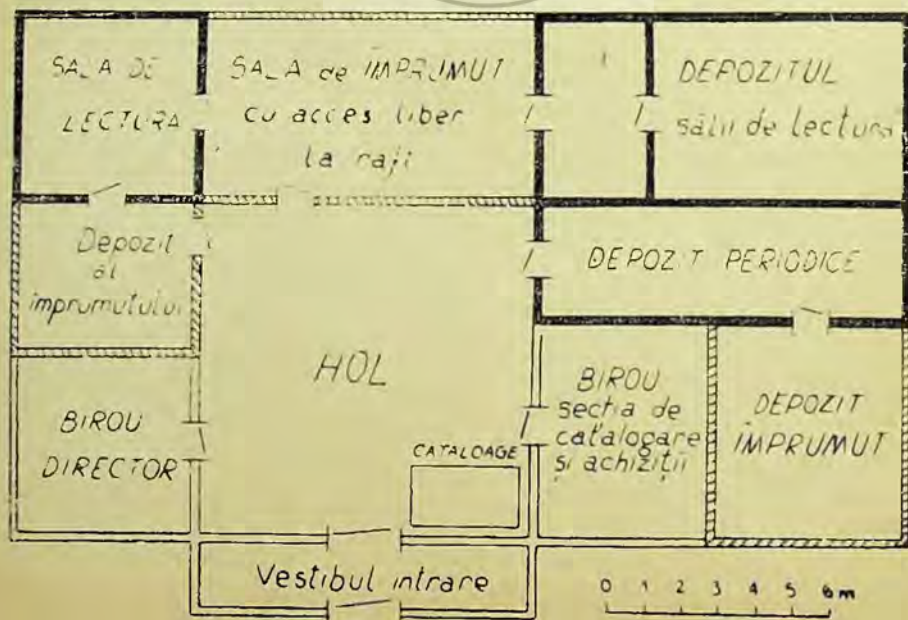 SALA DE
LECTURA
SALA de ÎMPRUMUT
cu acces liber
la raft
DEPOZITUL
sălii de lectură
Depozit
al
împrumutului
DEPOZIT PERIODICE
HOL
BIROU
DIRECTOR
CATALOAGE
BIROU
secția de
catalogare
și achiziții
DEPOZIT
ÎMPRUMUT
Vestibul intrare
0 1 2 3 4 5 6m